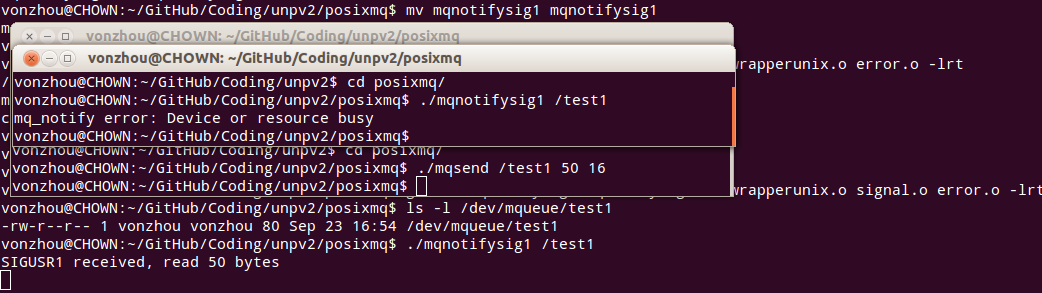 vonzhou@CHOWN:~/GitHub/Coding/unpv2/posixmq$ mv mqnotifysig1 mqnotifysig1
vonzhou@CHOWN: ~/GitHub/Coding/unpv2/posixmq
vonzhou@CHOWN: ~/GitHub/Coding/unpv2/posixmq
wrapperunix.o error.o -lrt
vonzhou@CHOWN:~/GitHub/Coding/unpv2$ cd posixmq/
vonzhou@CHOWN:~/GitHub/Coding/unpv2/posixmq$ ./mqnotifysig1 /test1
mq_notify error: Device or resource busy
vonzhou@CHOWN:~/GitHub/Coding/unpv2/posixmq$
vonzhou@CHOWN:~/GitHub/Coding/unpv2$ cd posixmq/
vonzhou@CHOWN:~/GitHub/Coding/unpv2/posixmq$ ./mqsend /test1 50 16
vonzhou@CHOWN:~/GitHub/Coding/unpv2/posixmq$
wrapperunix.o signal.o error.o -lrt
vonzhou@CHOWN:~/GitHub/Coding/unpv2/posixmq$ ls -l /dev/mqueue/test1
-rw-r--r-- 1 vonzhou vonzhou 80 Sep 23 16:54 /dev/mqueue/test1
vonzhou@CHOWN:~/GitHub/Coding/unpv2/posixmq$ ./mqnotifysig1 /test1
SIGUSR1 received, read 50 bytes